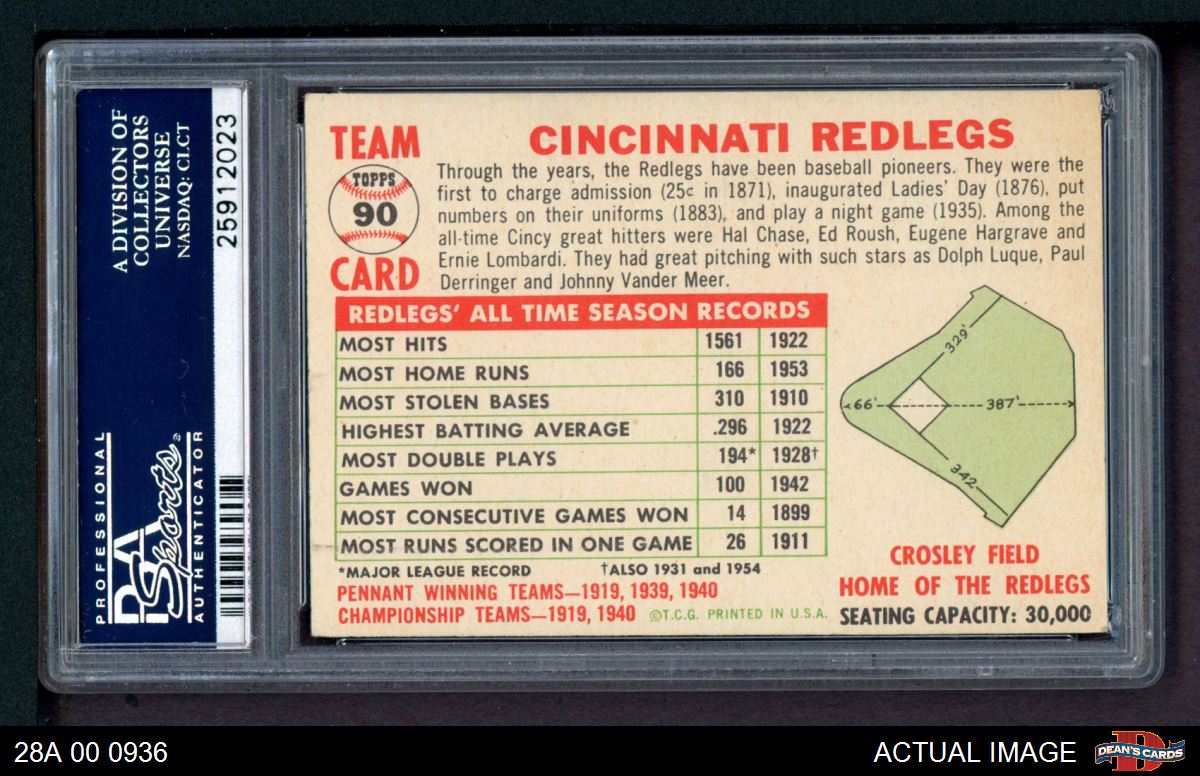 A DIVISION OF
COLLECTORS
UNIVERSE
NASDAQ: CLCT
25912023
PROFESSIONAL
PSA
Sports
AUTHENTICATOR
TEAM
TOPPS
90
CARD
CINCINNATI REDLEGS
Through the years, the Redlegs have been baseball pioneers. They were the
first to charge admission (25¢ in 1871), inaugurated Ladies' Day (1876), put
numbers on their uniforms (1883), and play a night game (1935). Among the
all-time Cincy great hitters were Hal Chase, Ed Roush, Eugene Hargrave and
Ernie Lombardi. They had great pitching with such stars as Dolph Luque, Paul
Derringer and Johnny Vander Meer.
REDLEGS' ALL TIME SEASON RECORDS
MOST HITS 1561 1922
MOST HOME RUNS 166 1953
MOST STOLEN BASES 310 1910
HIGHEST BATTING AVERAGE .296 1922
MOST DOUBLE PLAYS 194* 1928†
GAMES WON 100 1942
MOST CONSECUTIVE GAMES WON 14 1899
MOST RUNS SCORED IN ONE GAME 26 1911
*MAJOR LEAGUE RECORD †ALSO 1931 and 1954
PENNANT WINNING TEAMS—1919, 1939, 1940
CHAMPIONSHIP TEAMS—1919, 1940 ©T.C.G. PRINTED IN U.S.A.
329'
66'
387'
342'
CROSLEY FIELD
HOME OF THE REDLEGS
SEATING CAPACITY: 30,000
28A 00 0936
ACTUAL IMAGE
DEAN'S CARDS